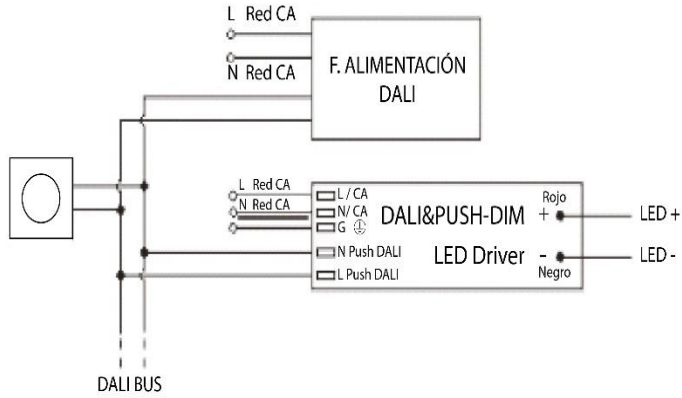 L Red CA
N Red CA
F. ALIMENTACIÓN
DALI
L Red CA
N Red CA
L / CA
N/ CA
G
N Push DALI
L Push DALI
DALI&PUSH-DIM
LED Driver
Rojo
+
-
Negro
LED +
LED -
DALI BUS